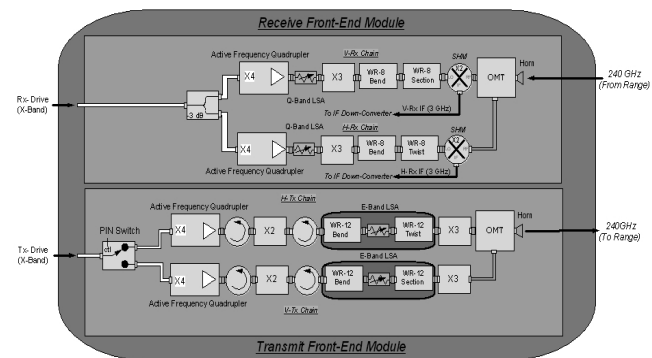 Receive Front-End Module
Active Frequency Quadrupler
V-Rx Chain
SHM
Horn
X4
X3
WR-8 Bend
WR-8 Section
X2
OMT
240 GHz
(From Range)
Q-Band LSA
V-Rx IF (3 GHz)
To IF Down-Converter
Rx- Drive
(X-Band)
-3 dB
Q-Band LSA
H-Rx Chain
SHM
X4
X3
WR-8 Bend
WR-8 Twist
X2
Active Frequency Quadrupler
To IF Down-Converter
H- Rx IF (3 GHz)
H-Tx Chain
Active Frequency Quadrupler
E-Band LSA
Horn
PIN Switch
ctl
X4
X2
WR-12 Bend
WR-12 Twist
X3
OMT
240GHz
(To Range)
Tx- Drive
(X-Band)
E-Band LSA
X4
X2
WR-12 Bend
WR-12 Section
X3
Active Frequency Quadrupler
V-Tx Chain
Transmit Front-End Module